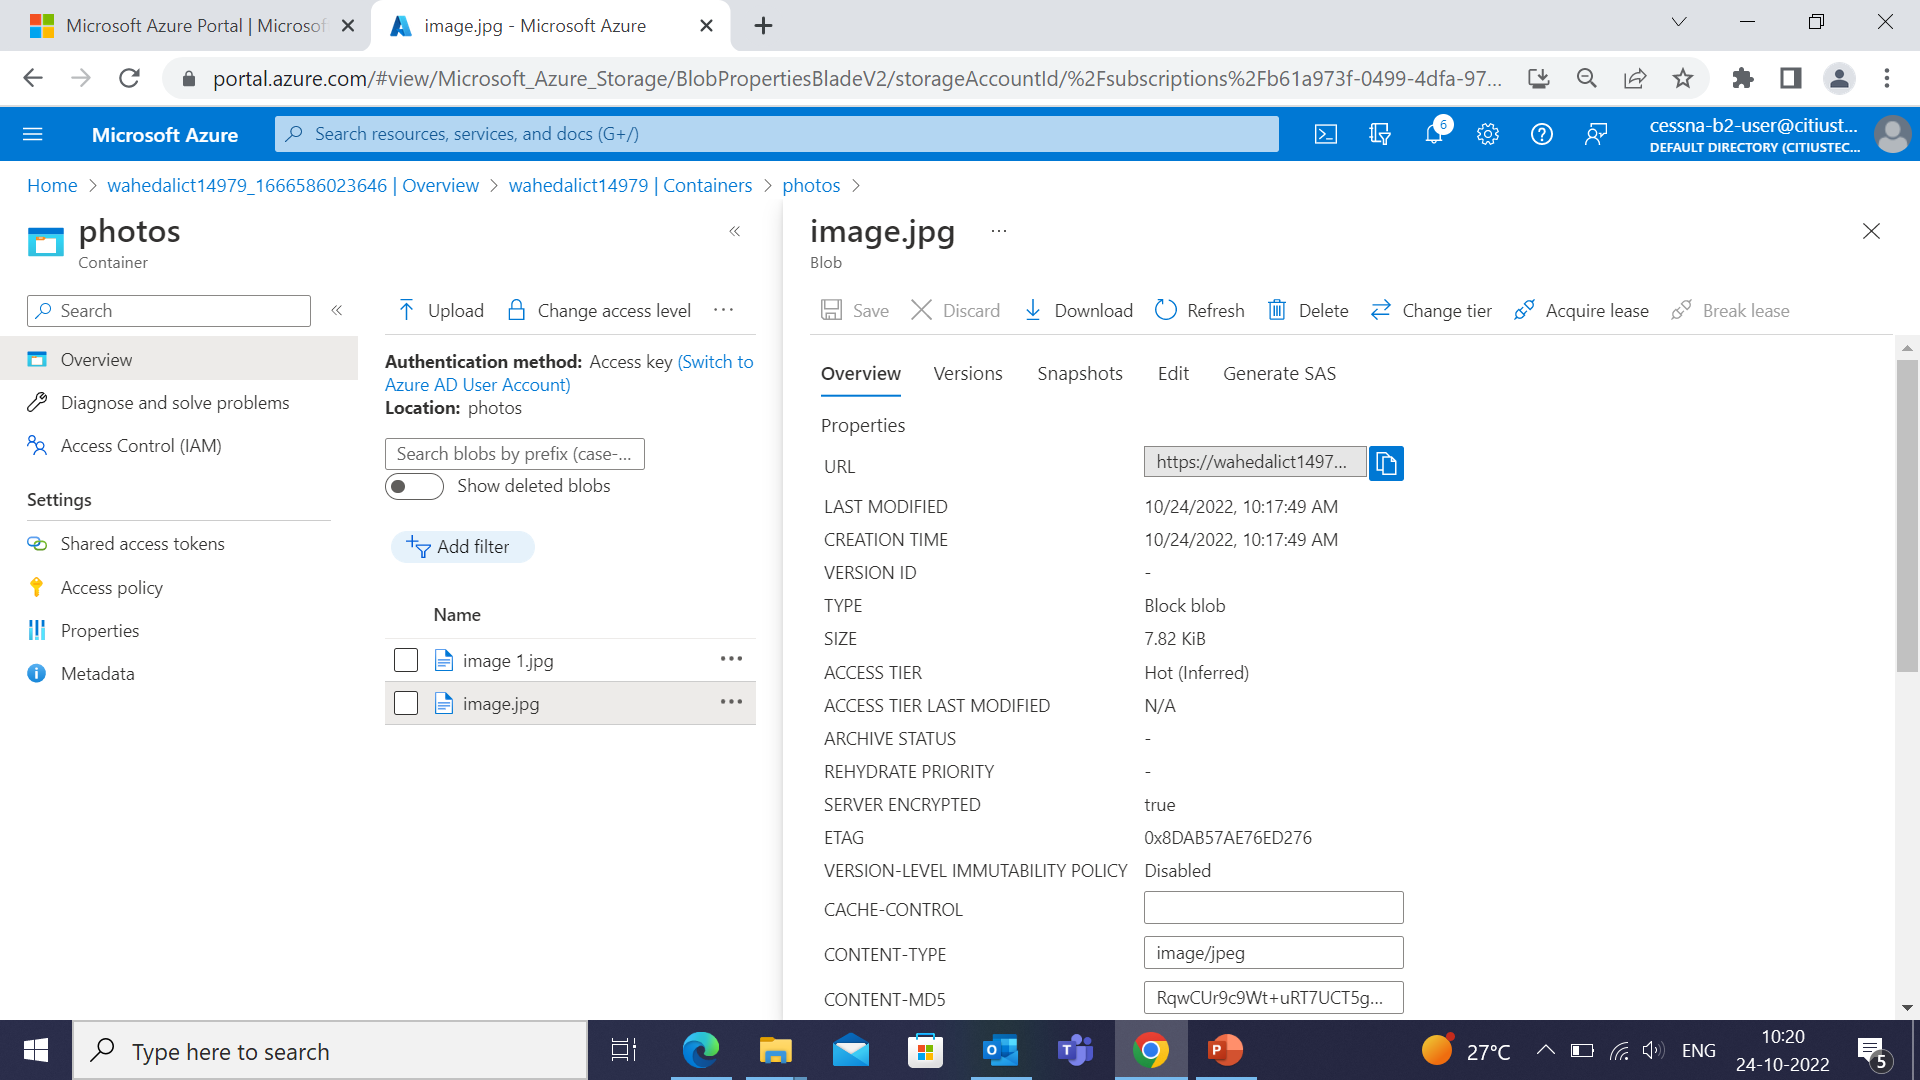 Microsoft Azure Portal | Microsof
image.jpg - Microsoft Azure
portal.azure.com/#view/Microsoft_Azure_Storage/BlobPropertiesBladeV2/storageAccountId/%2Fsubscriptions%2Fb61a973f-0499-4dfa-97...
Microsoft Azure
Search resources, services, and docs (G+/)
6
cessna-b2-user@citiust...
DEFAULT DIRECTORY (CITIUSTEC...
Home > wahedalict14979_1666586023646 | Overview > wahedalict14979 | Containers > photos >
photos
Container
Search
Overview
Diagnose and solve problems
Access Control (IAM)
Settings
Shared access tokens
Access policy
Properties
Metadata
Upload
Change access level
Authentication method: Access key (Switch to
Azure AD User Account)
Location: photos
Search blobs by prefix (case-...
Show deleted blobs
Add filter
Name
image 1.jpg
image.jpg
image.jpg
Blob
Save
Discard
Download
Refresh
Delete
Change tier
Acquire lease
Break lease
Overview
Versions
Snapshots
Edit
Generate SAS
Properties
URL https://wahedalict1497...
LAST MODIFIED 10/24/2022, 10:17:49 AM
CREATION TIME 10/24/2022, 10:17:49 AM
VERSION ID -
TYPE Block blob
SIZE 7.82 KiB
ACCESS TIER Hot (Inferred)
ACCESS TIER LAST MODIFIED N/A
ARCHIVE STATUS -
REHYDRATE PRIORITY -
SERVER ENCRYPTED true
ETAG 0x8DAB57AE76ED276
VERSION-LEVEL IMMUTABILITY POLICY Disabled
CACHE-CONTROL
CONTENT-TYPE image/jpeg
CONTENT-MD5 RqwCUr9c9Wt+uRT7UCT5g...
Type here to search
27°C
ENG
10:20
24-10-2022
5